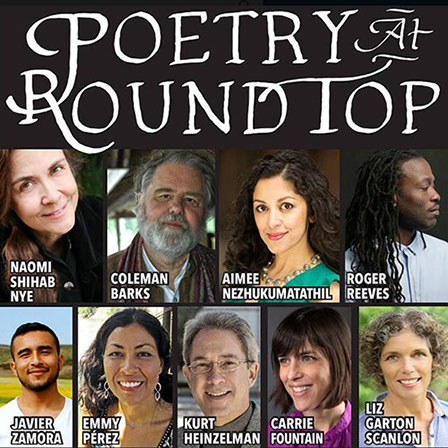 POETRY At
ROUND TOP
NAOMI
SHIHAB
NYE
COLEMAN
BARKS
AIMEE
NEZHUKUMATATHIL
ROGER
REEVES
JAVIER
ZAMORA
EMMY
PÉREZ
KURT
HEINZELMAN
CARRIE
FOUNTAIN
LIZ
GARTON
SCANLON